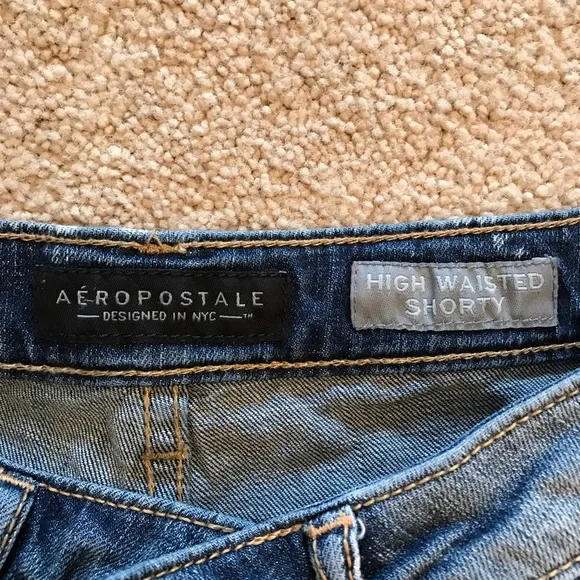 AÉROPOSTALE
DESIGNED IN NYC ™
HIGH WAISTED
SHORTY